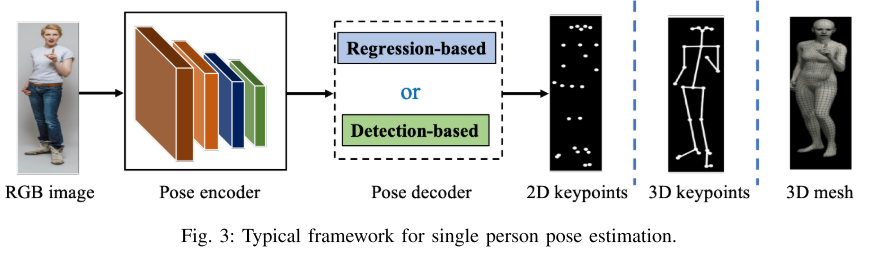 Regression-based
or
Detection-based
RGB image
Pose encoder
Pose decoder
2D keypoints
3D keypoints
3D mesh
Fig. 3: Typical framework for single person pose estimation.